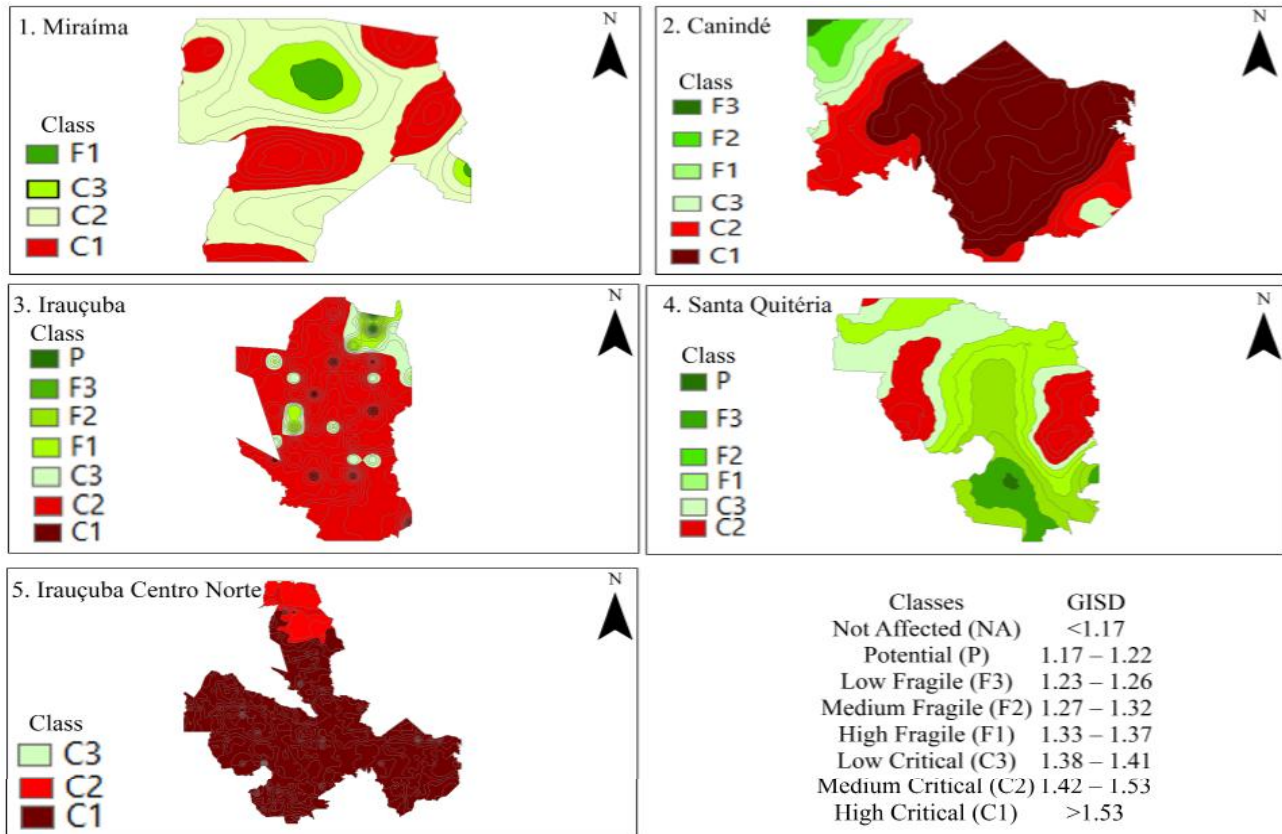 1. Miraíma
N
Class
F1
C3
C2
C1
2. Canindé
N
Class
F3
F2
F1
C3
C2
C1
3. Irauçuba
N
Class
P
F3
F2
F1
C3
C2
C1
4. Santa Quitéria
N
Class
P
F3
F2
F1
C3
C2
5. Irauçuba Centro Norte
N
Class
C3
C2
C1
Classes GISD
Not Affected (NA) <1.17
Potential (P) 1.17 – 1.22
Low Fragile (F3) 1.23 – 1.26
Medium Fragile (F2) 1.27 – 1.32
High Fragile (F1) 1.33 – 1.37
Low Critical (C3) 1.38 – 1.41
Medium Critical (C2) 1.42 – 1.53
High Critical (C1) >1.53